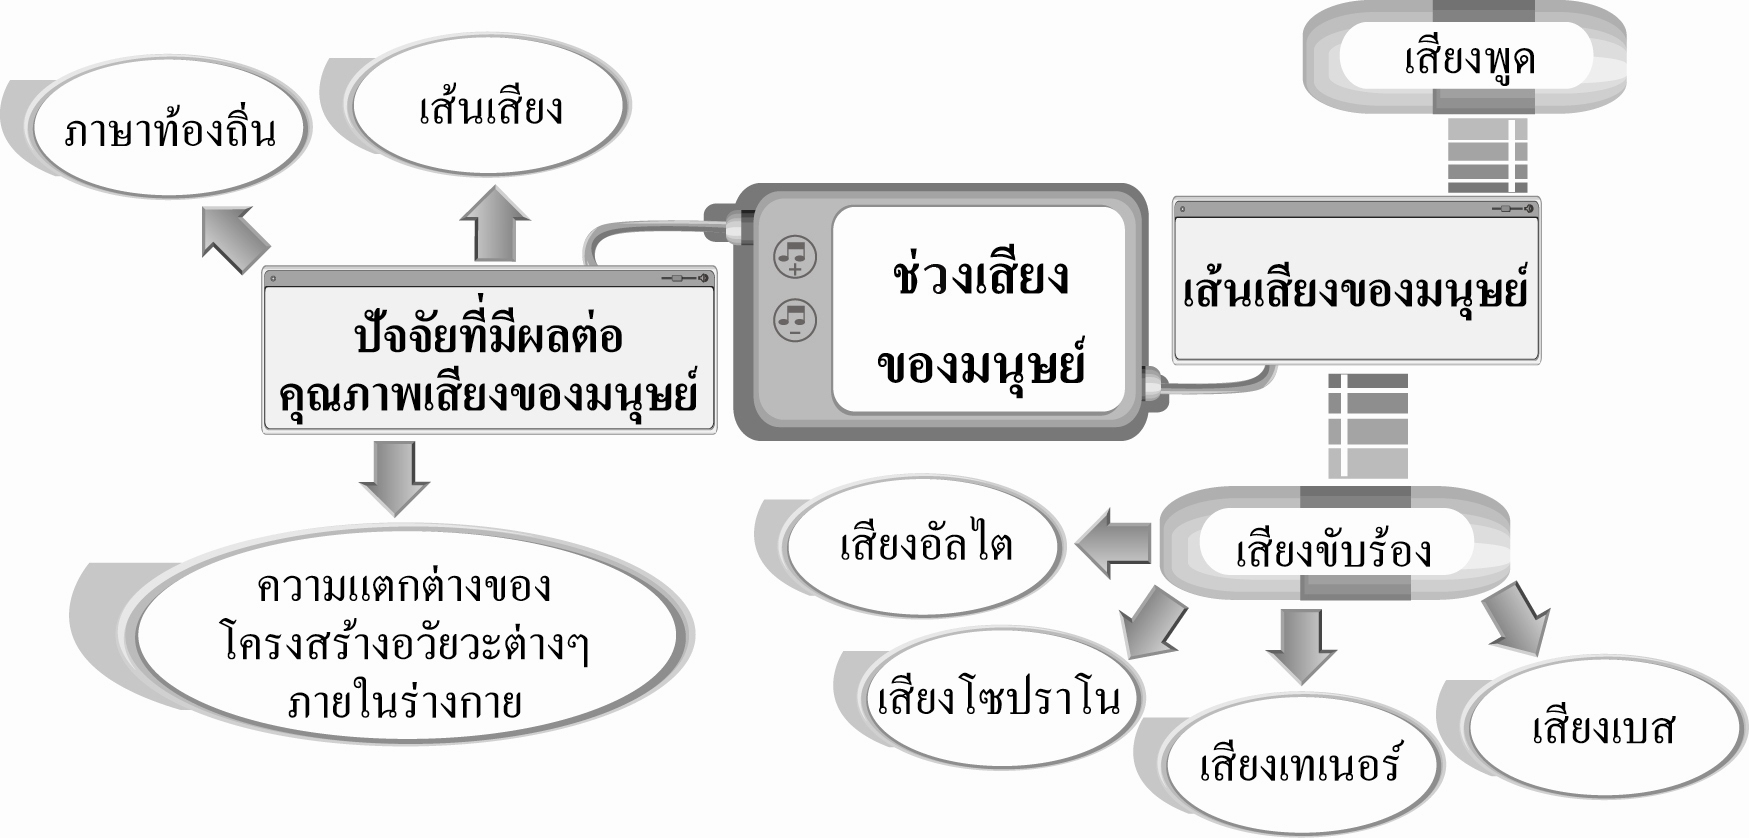 เสียงพูด
ภาษาท้องถิ่น
เส้นเสียง
ช่วงเสียง
ของมนุษย์
เส้นเสียงของมนุษย์
ปัจจัยที่มีผลต่อ
คุณภาพเสียงของมนุษย์
เสียงอัลไต
เสียงขับร้อง
ความแตกต่างของ
โครงสร้างอวัยวะต่างๆ
ภายในร่างกาย
เสียงโซปราโน
เสียงเทเนอร์
เสียงเบส